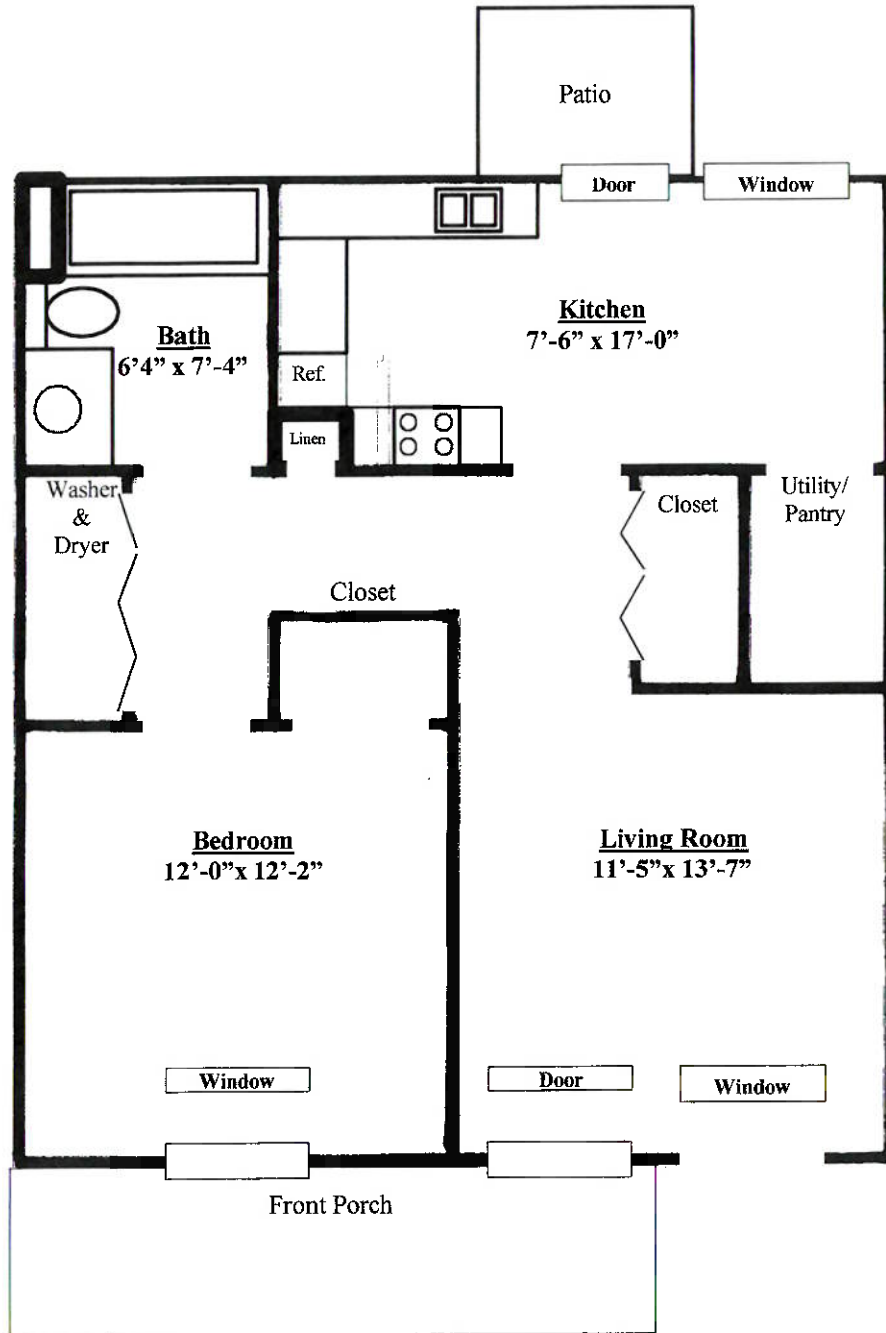 Patio
Door
Window
Kitchen
7’-6” x 17’-0”
Bath
6’4” x 7’-4”
Ref.
Linen
Washer
&
Dryer
Closet
Utility/
Pantry
Closet
Bedroom
12’-0”x 12’-2”
Living Room
11’-5”x 13’-7”
Window
Door
Window
Front Porch